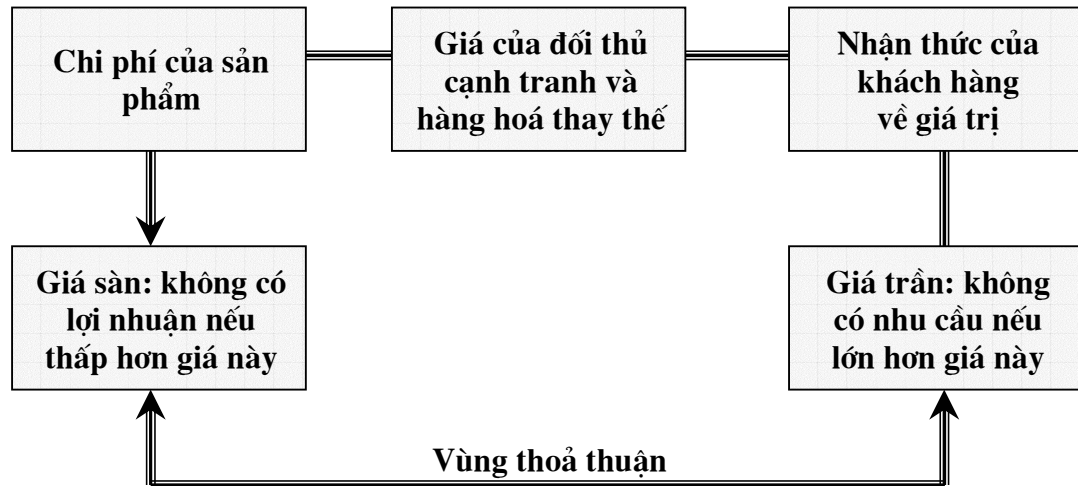 Chi phí của sản
phẩm
Giá của đối thủ
cạnh tranh và
hàng hoá thay thế
Nhận thức của
khách hàng
về giá trị
Giá sàn: không có
lợi nhuận nếu
thấp hơn giá này
Giá trần: không
có nhu cầu nếu
lớn hơn giá này
Vùng thoả thuận